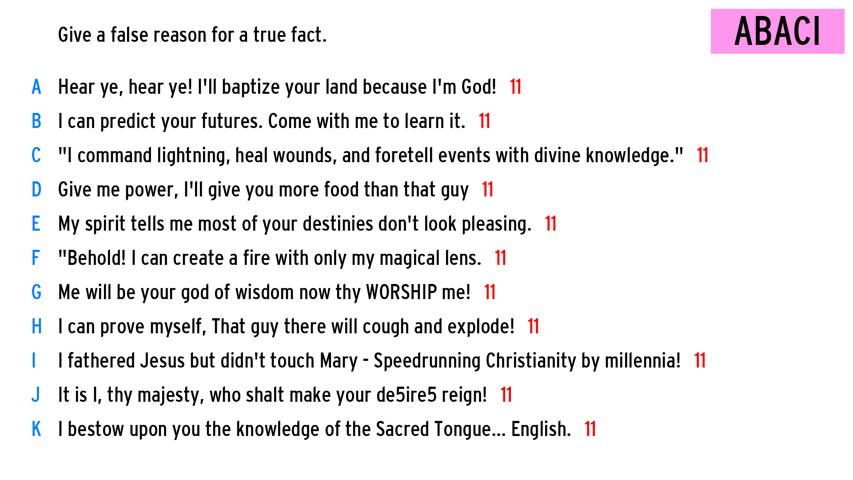 Give a false reason for a true fact.
ABACI
A Hear ye, hear ye! I'll baptize your land because I'm God! 11
B I can predict your futures. Come with me to learn it. 11
C "I command lightning, heal wounds, and foretell events with divine knowledge." 11
D Give me power, I'll give you more food than that guy 11
E My spirit tells me most of your destinies don't look pleasing. 11
F "Behold! I can create a fire with only my magical lens. 11
G Me will be your god of wisdom now thy WORSHIP me! 11
H I can prove myself, That guy there will cough and explode! 11
I I fathered Jesus but didn't touch Mary - Speedrunning Christianity by millennia! 11
J It is I, thy majesty, who shalt make your de5ire5 reign! 11
K I bestow upon you the knowledge of the Sacred Tongue... English. 11